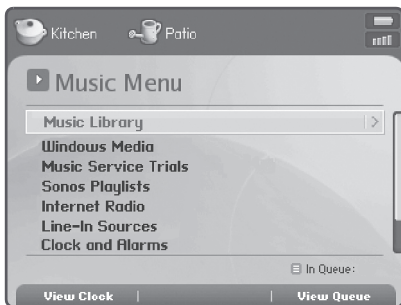 Kitchen Patio
Music Menu
Music Library
Windows Media
Music Service Trials
Sonos Playlists
Internet Radio
Line-In Sources
Clock and Alarms
In Queue:
View Clock View Queue